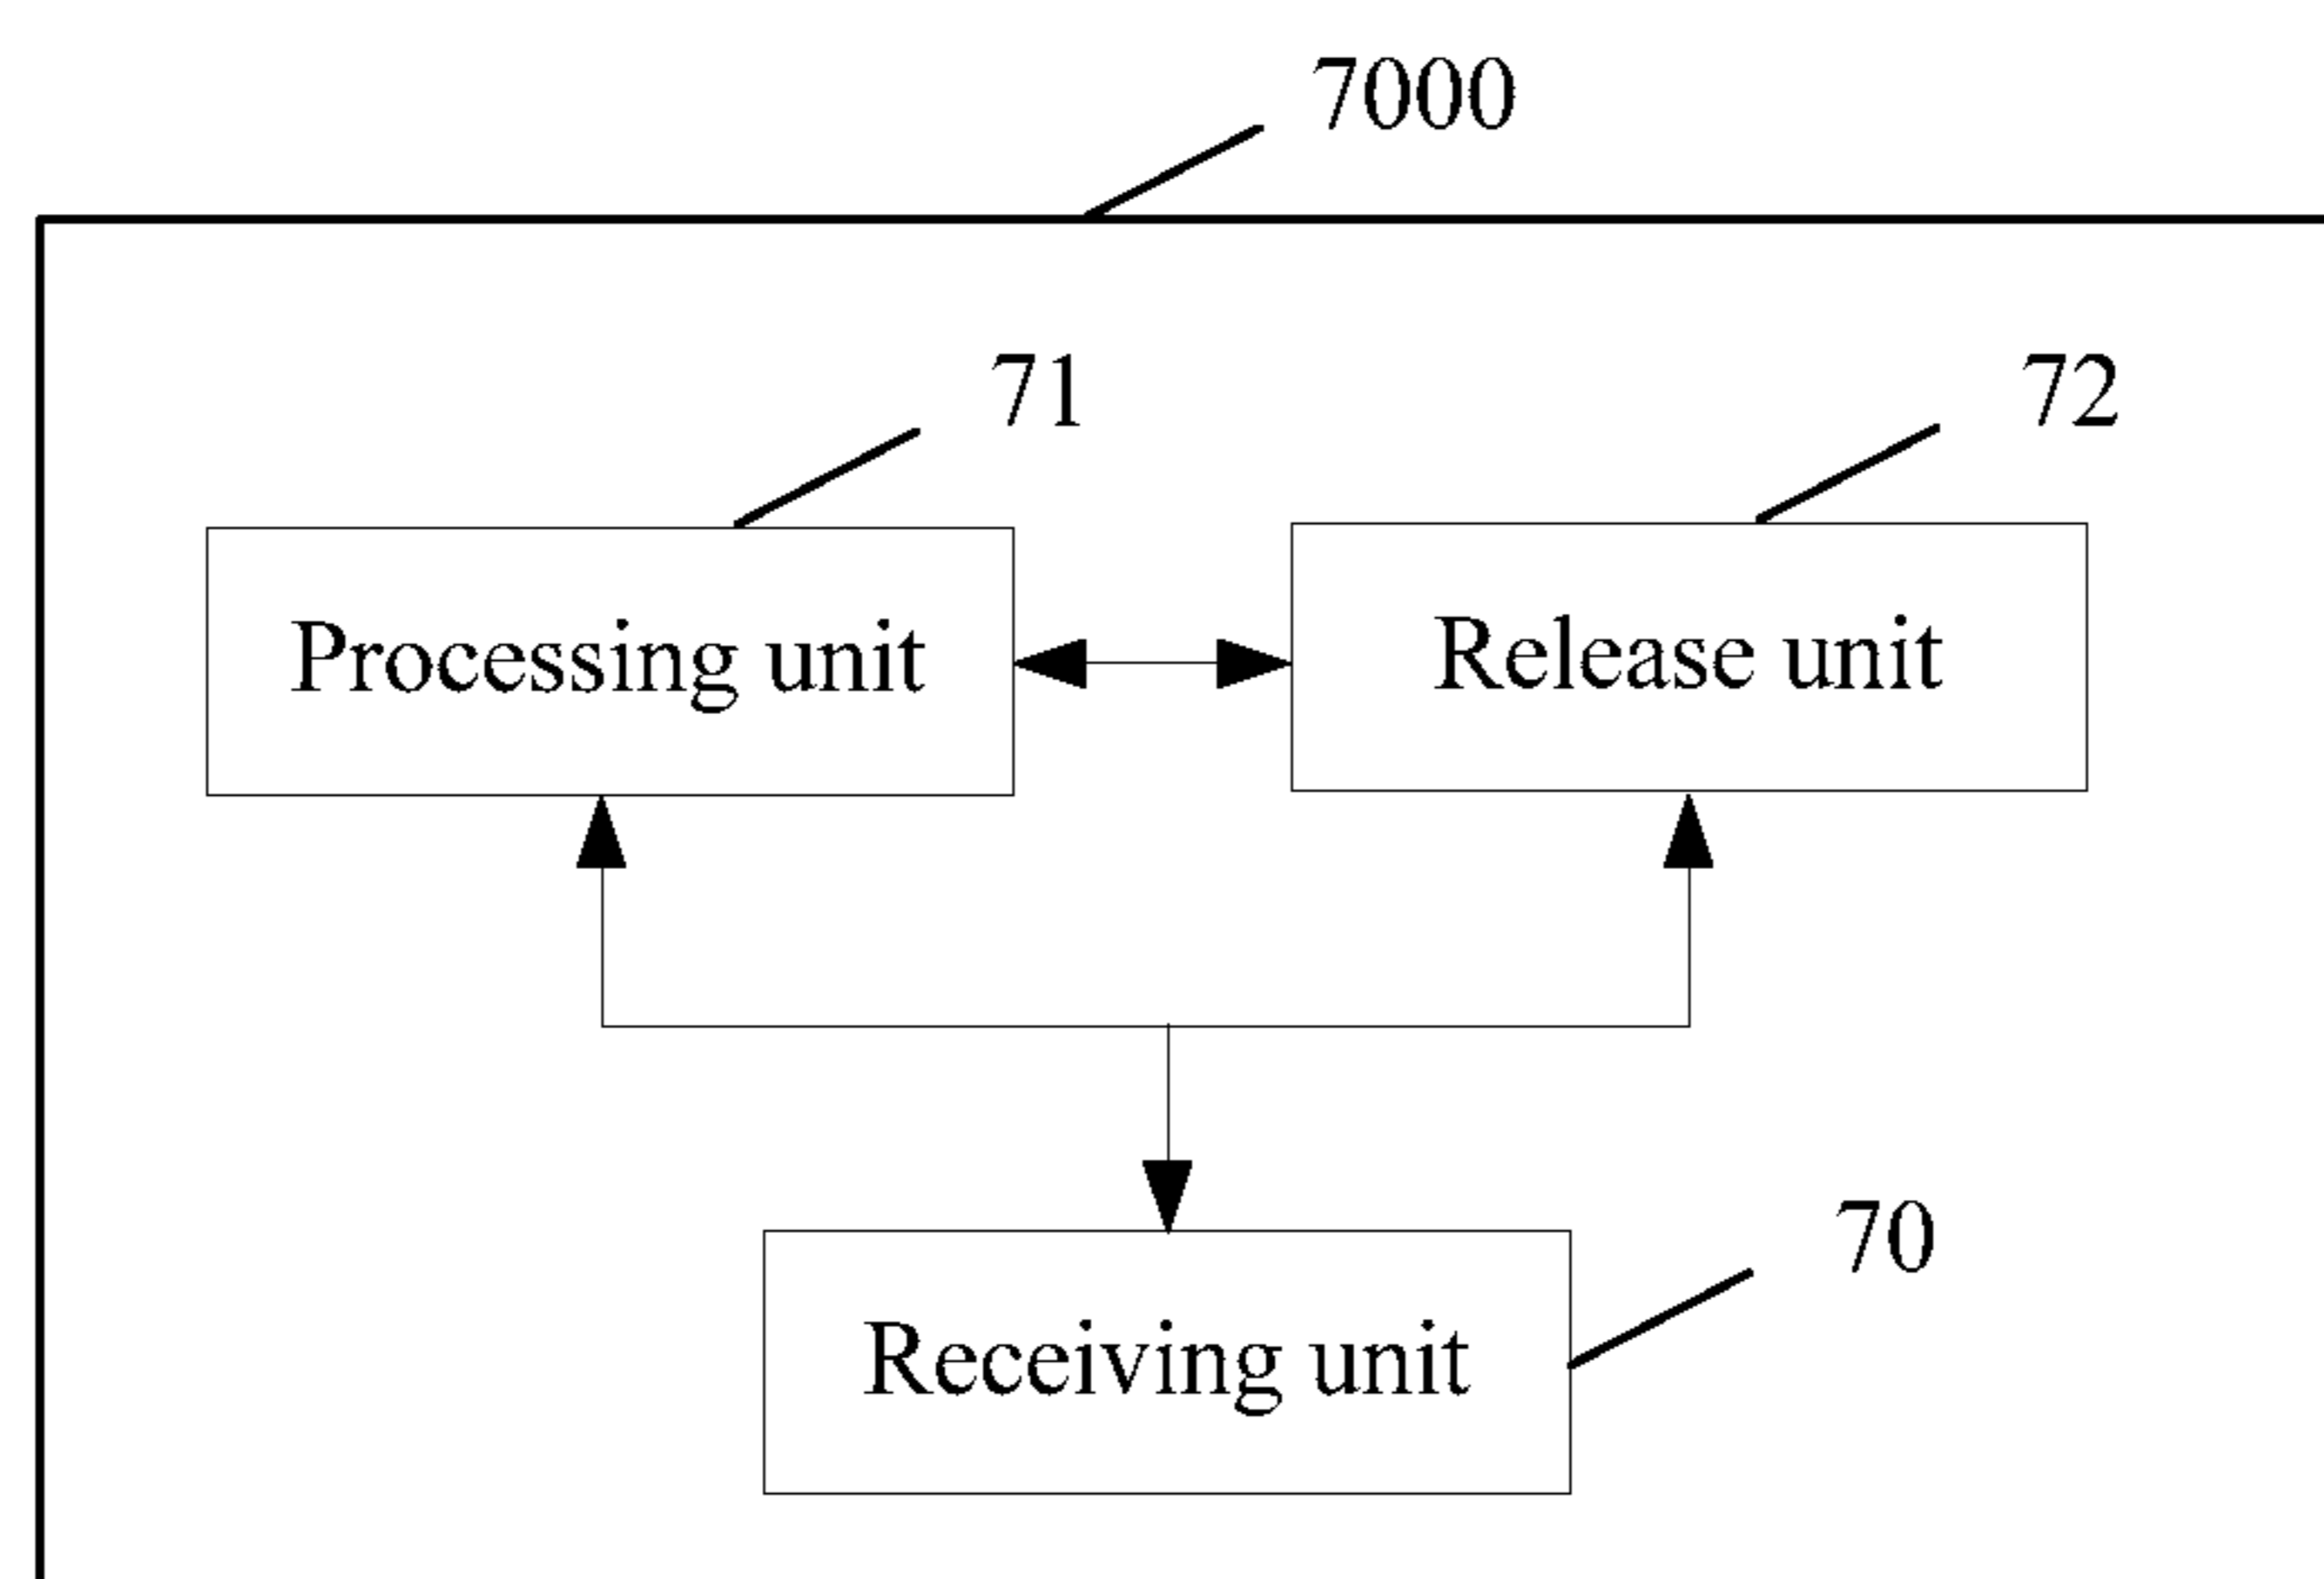 7000
71
72
Processing unit
Release unit
70
Receiving unit